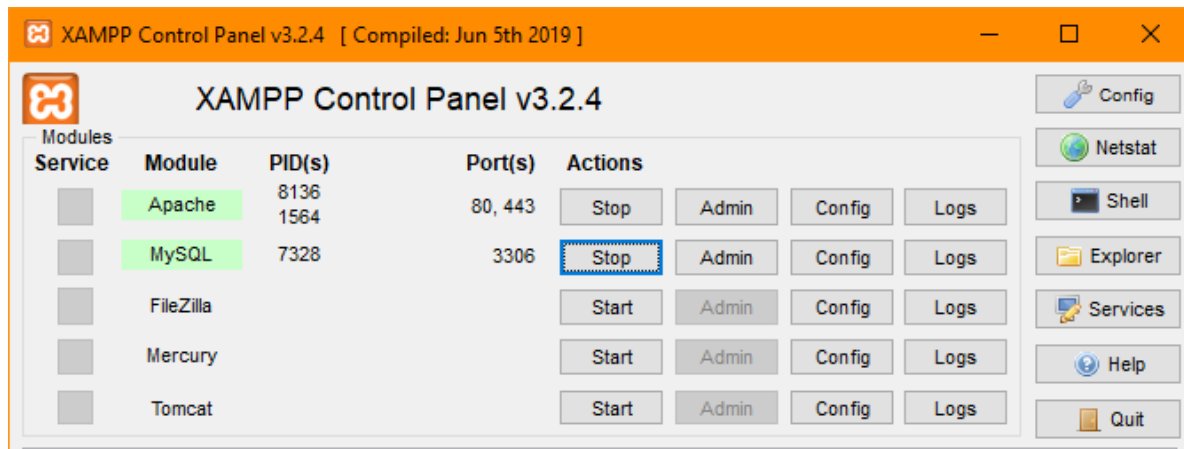 XAMPP Control Panel v3.2.4 [ Compiled: Jun 5th 2019 ]
XAMPP Control Panel v3.2.4
Config
Modules
Service Module PID(s) Port(s) Actions
Netstat
Apache 8136 1564 80, 443 Stop Admin Config Logs
Shell
MySQL 7328 3306 Stop Admin Config Logs
Explorer
FileZilla Start Admin Config Logs
Services
Mercury Start Admin Config Logs
Help
Tomcat Start Admin Config Logs
Quit